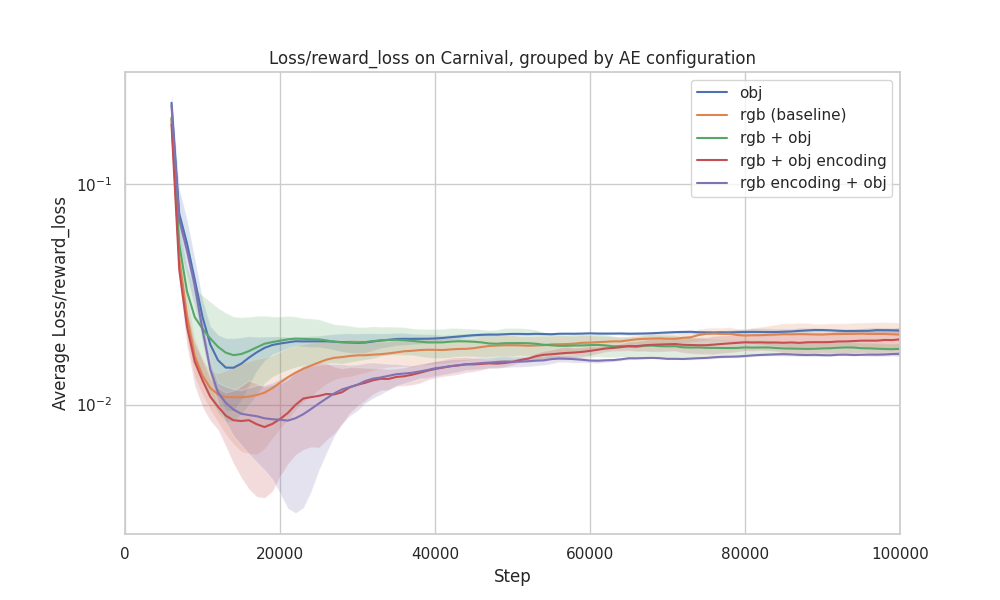 Loss/reward_loss on Carnival, grouped by AE configuration
obj
rgb (baseline)
rgb + obj
rgb + obj encoding
rgb encoding + obj
Average Loss/reward_loss
10⁻¹
10⁻²
0
20000
40000
60000
80000
100000
Step